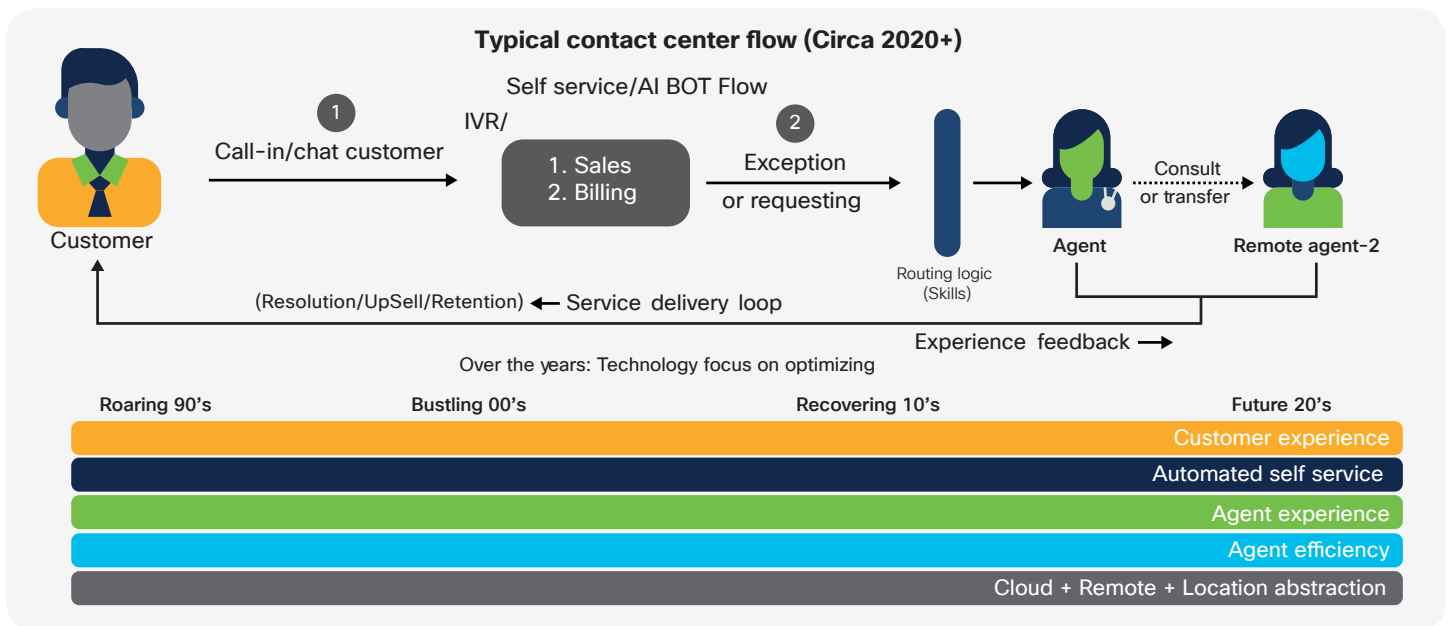 Typical contact center flow (Circa 2020+)
Self service/AI BOT Flow
IVR/
1
Call-in/chat customer
1. Sales
2. Billing
2
Exception
or requesting
Consult
or transfer
Customer
Agent
Remote agent-2
Routing logic
(Skills)
(Resolution/UpSell/Retention)
Service delivery loop
Experience feedback
Over the years: Technology focus on optimizing
Roaring 90's
Bustling 00's
Recovering 10's
Future 20's
Customer experience
Automated self service
Agent experience
Agent efficiency
Cloud + Remote + Location abstraction